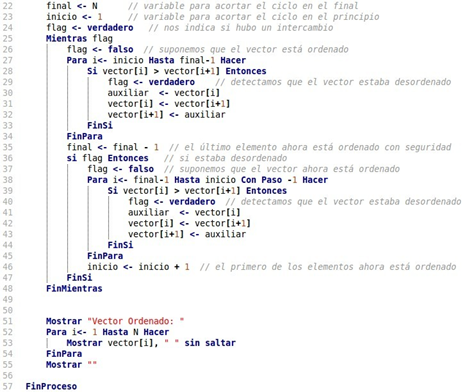 22 final <- N // variable para acortar el ciclo en el final
23 inicio <- 1 // variable para acortar el ciclo en el principio
24 flag <- verdadero // nos indica si hubo un intercambio
25 Mientras flag
26 flag <- falso // suponemos que el vector está ordenado
27 Para i<- inicio Hasta final-1 Hacer
28 Si vector[i] > vector[i+1] Entonces
29 flag <- verdadero // detectamos que el vector estaba desordenado
30 auxiliar <- vector[i]
31 vector[i] <- vector[i+1]
32 vector[i+1] <- auxiliar
33 FinSi
34 FinPara
35 final <- final - 1 // el último elemento ahora está ordenado con seguridad
36 si flag Entonces // si estaba desordenado
37 flag <- falso // suponemos que el vector ahora está ordenado
38 Para i<- final-1 Hasta inicio Con Paso -1 Hacer
39 Si vector[i] > vector[i+1] Entonces
40 flag <- verdadero // detectamos que el vector estaba desordenado
41 auxiliar <- vector[i]
42 vector[i] <- vector[i+1]
43 vector[i+1] <- auxiliar
44 FinSi
45 FinPara
46 inicio <- inicio + 1 // el primero de los elementos ahora está ordenado
47 FinSi
48 FinMientras
49
50
51 Mostrar "Vector Ordenado: "
52 Para i<- 1 Hasta N Hacer
53 Mostrar vector[i], " " sin saltar
54 FinPara
55 Mostrar ""
56
57 FinProceso